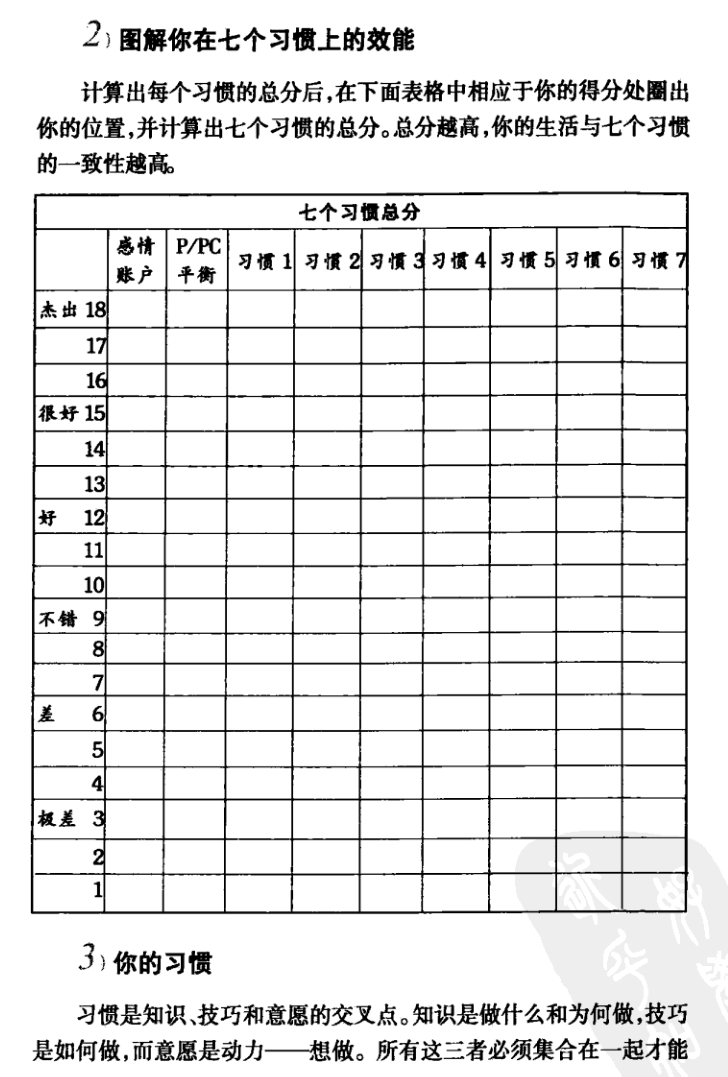 2) 图解你在七个习惯上的效能
计算出每个习惯的总分后,在下面表格中相应于你的得分处圈出
你的位置,并计算出七个习惯的总分。总分越高,你的生活与七个习惯
的一致性越高。
七个习惯总分
感情账户 P/PC平衡 习惯 1 习惯 2 习惯 3 习惯 4 习惯 5 习惯 6 习惯 7
杰出 18
17
16
很好 15
14
13
好 12
11
10
不错 9
8
7
差 6
5
4
极差 3
2
1
3) 你的习惯
习惯是知识、技巧和意愿的交叉点。知识是做什么和为何做,技巧
是如何做,而意愿是动力——想做。所有这三者必须集合在一起才能